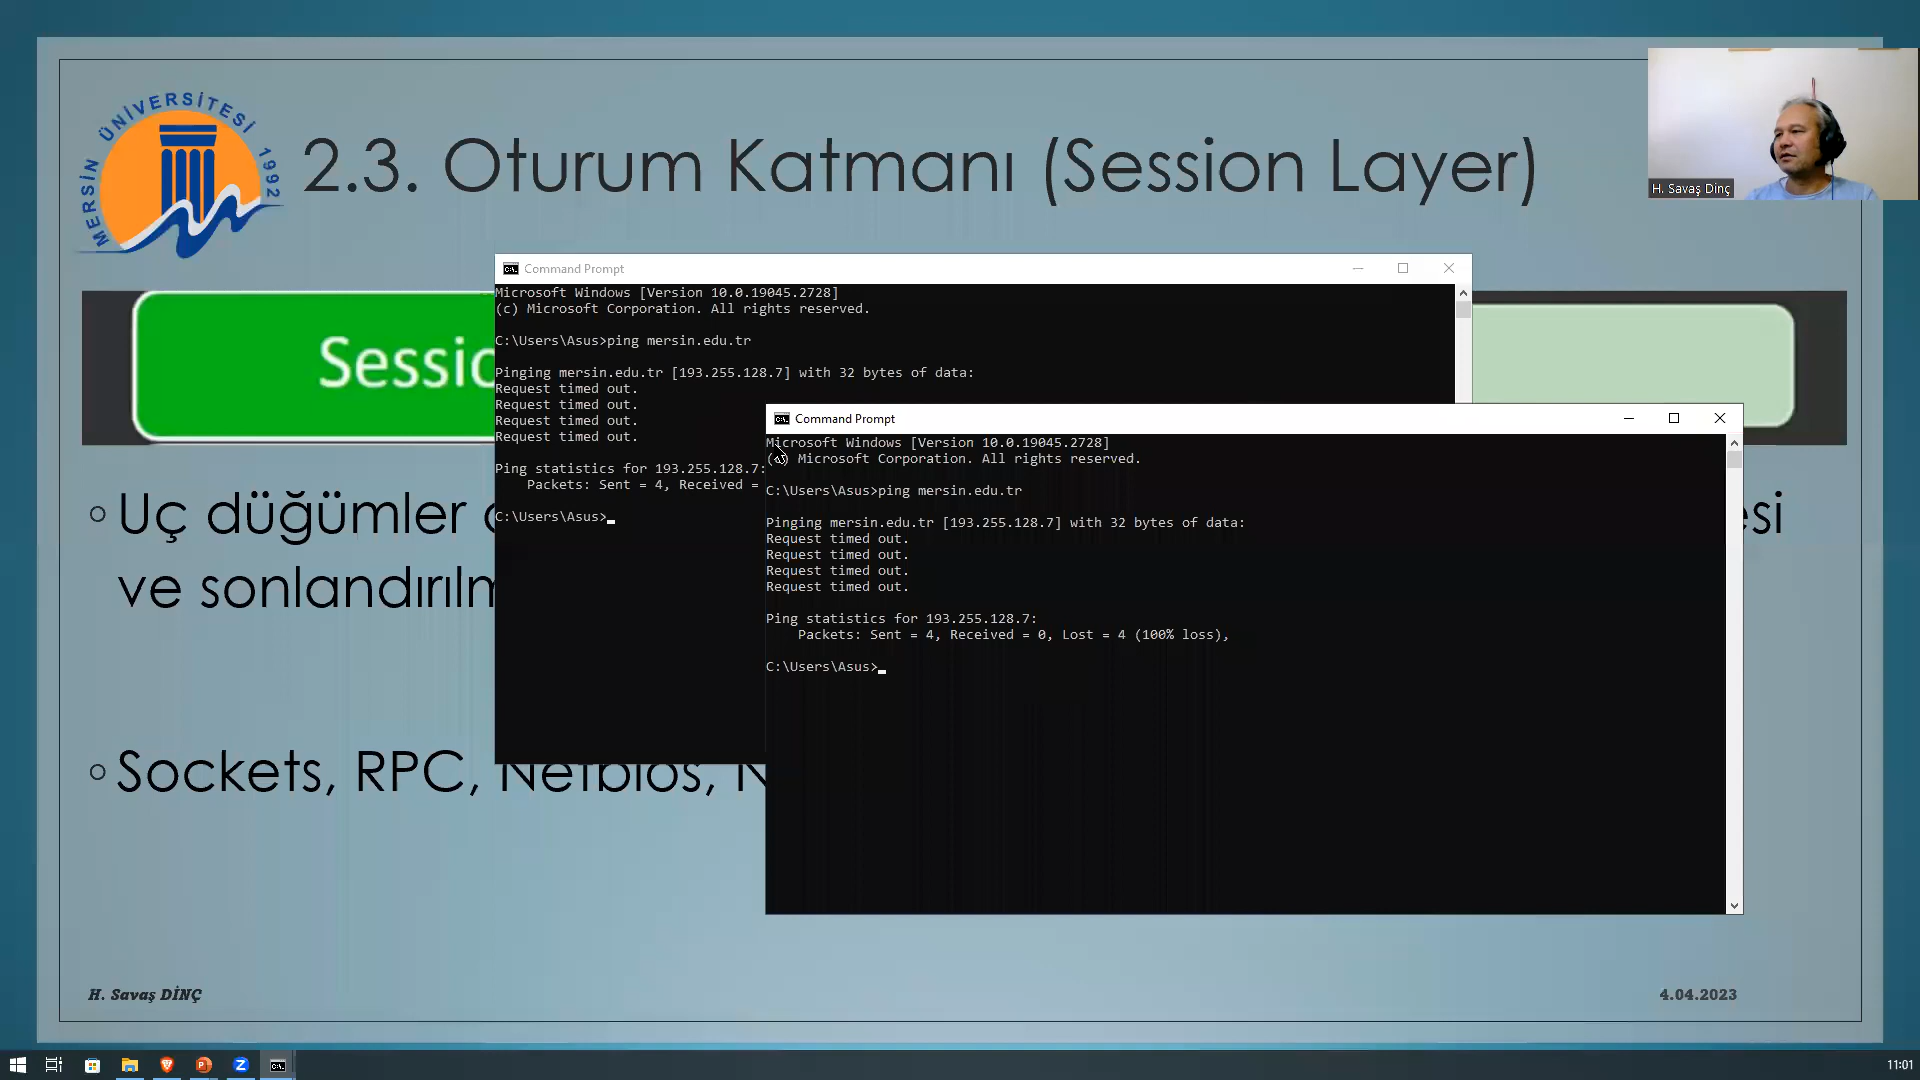 MERSİN ÜNİVERSİTESİ 1992
2.3. Oturum Katmanı (Session Layer)
H. Savaş Dinç
Command Prompt
Microsoft Windows [Version 10.0.19045.2728]
(c) Microsoft Corporation. All rights reserved.
C:\Users\Asus>ping mersin.edu.tr
Pinging mersin.edu.tr [193.255.128.7] with 32 bytes of data:
Request timed out.
Request timed out.
Request timed out.
Request timed out.
Ping statistics for 193.255.128.7:
Packets: Sent = 4, Received =
C:\Users\Asus>
Command Prompt
Microsoft Windows [Version 10.0.19045.2728]
(c) Microsoft Corporation. All rights reserved.
C:\Users\Asus>ping mersin.edu.tr
Pinging mersin.edu.tr [193.255.128.7] with 32 bytes of data:
Request timed out.
Request timed out.
Request timed out.
Request timed out.
Ping statistics for 193.255.128.7:
Packets: Sent = 4, Received = 0, Lost = 4 (100% loss),
C:\Users\Asus>
Uç düğümler
Sockets, RPC, Netbios,
H. Savaş DİNÇ
4.04.2023
11:01